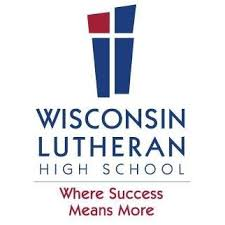 WISCONSIN
LUTHERAN
HIGH SCHOOL
Where Success
Means More